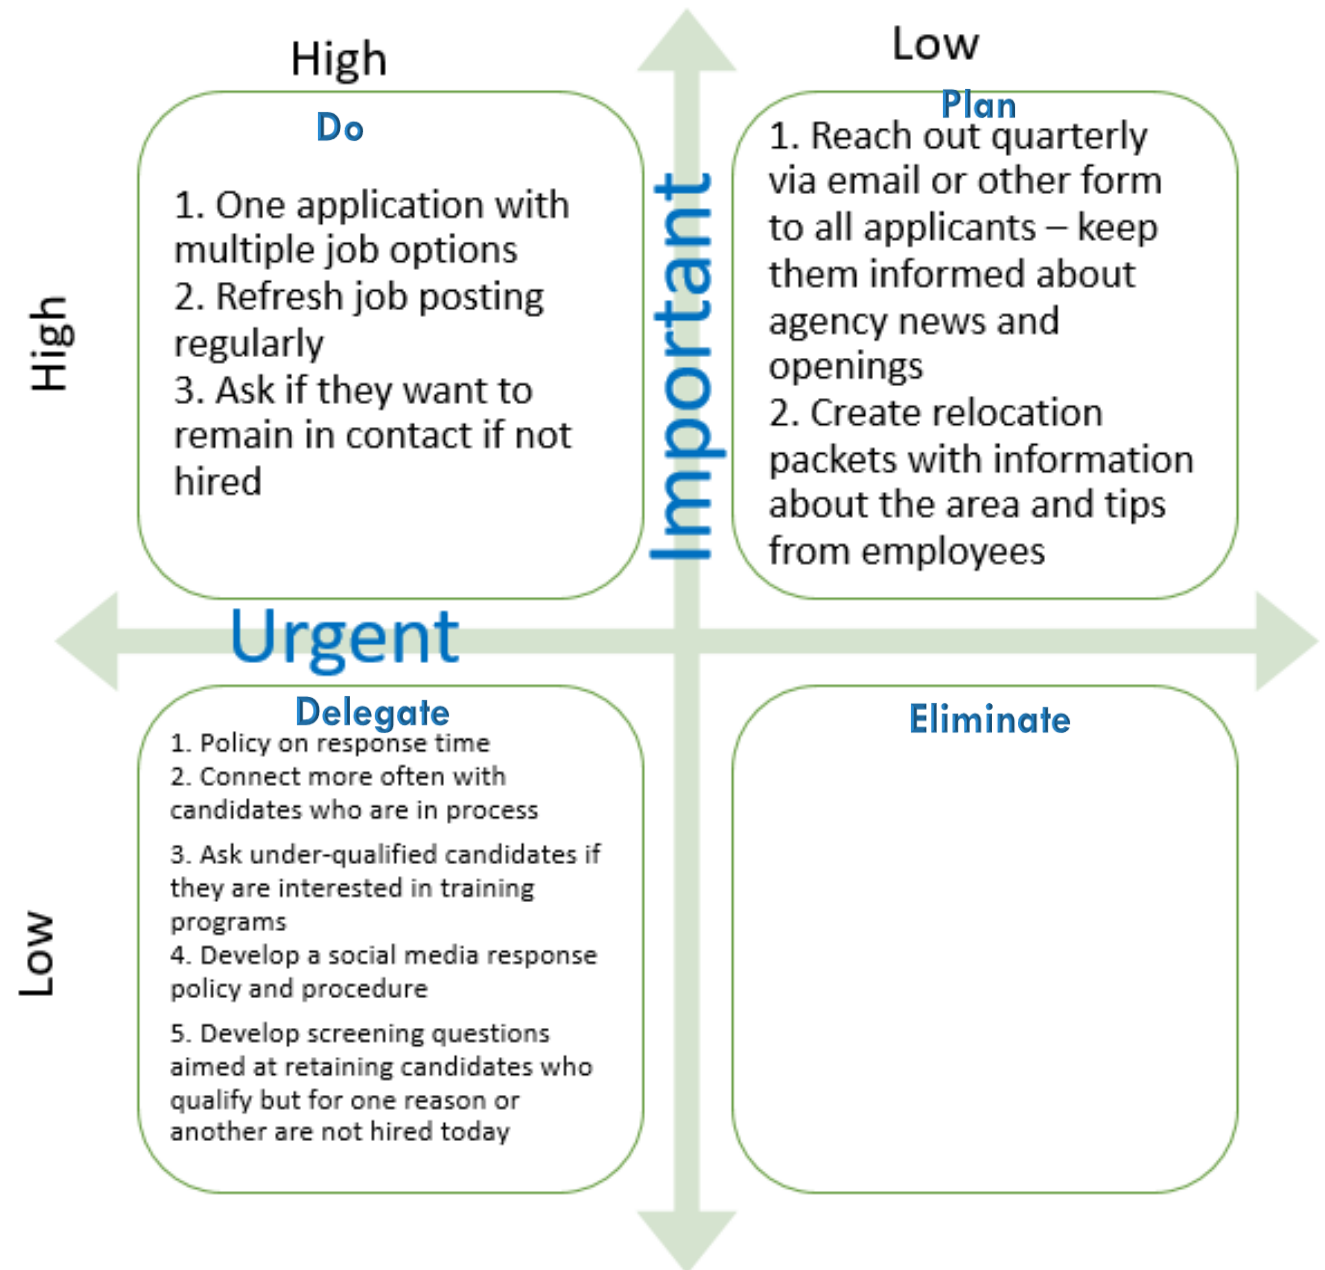 High
Low
High
Do
1. One application with
multiple job options
2. Refresh job posting
regularly
3. Ask if they want to
remain in contact if not
hired
Important
Plan
1. Reach out quarterly
via email or other form
to all applicants – keep
them informed about
agency news and
openings
2. Create relocation
packets with information
about the area and tips
from employees
Urgent
Low
Delegate
1. Policy on response time
2. Connect more often with
candidates who are in process
3. Ask under-qualified candidates if
they are interested in training
programs
4. Develop a social media response
policy and procedure
5. Develop screening questions
aimed at retaining candidates who
qualify but for one reason or
another are not hired today
Eliminate